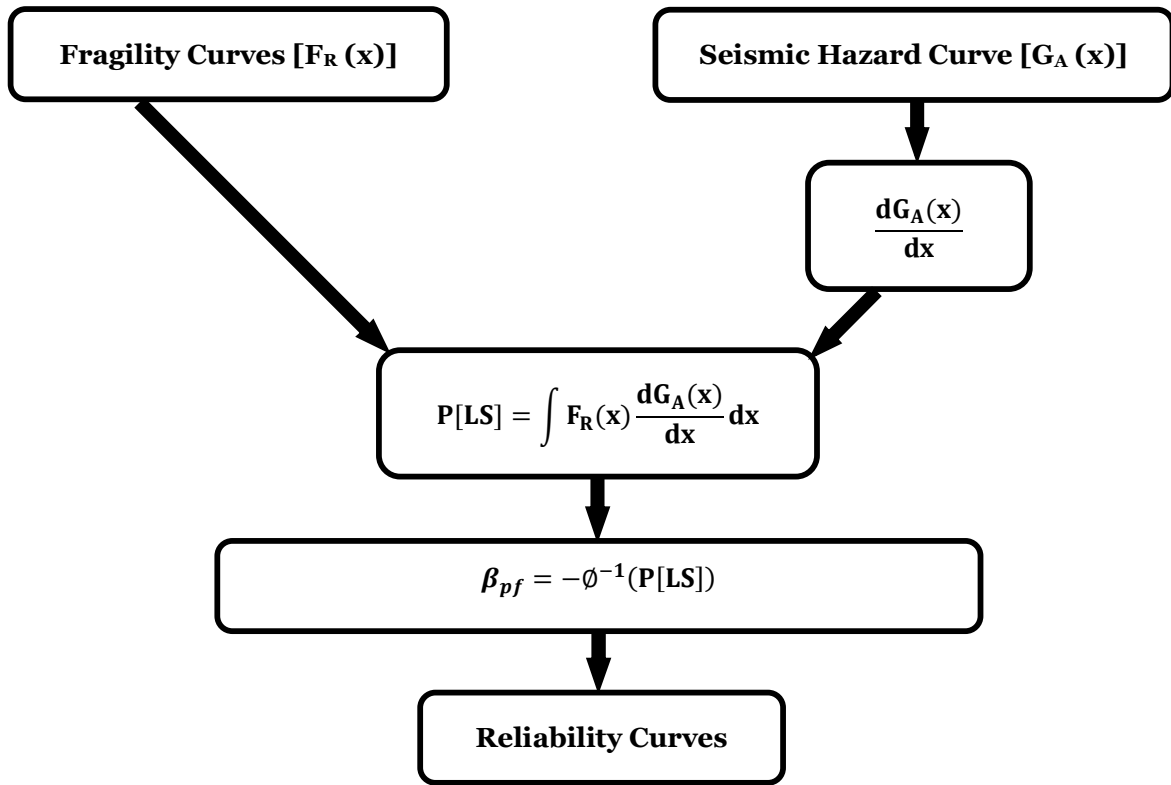 Fragility Curves [F_R (x)]
Seismic Hazard Curve [G_A (x)]
dG_A(x)
dx
P[LS] = ∫ F_R(x) dG_A(x)/dx dx
β_pf = −∅⁻¹(P[LS])
Reliability Curves